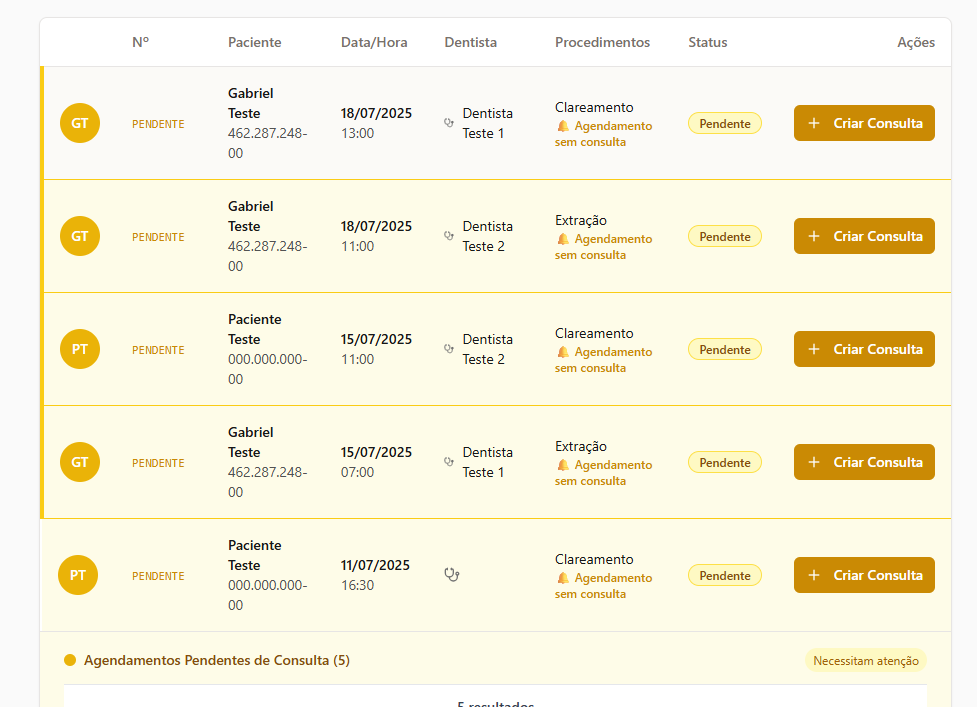 Nº Paciente Data/Hora Dentista Procedimentos Status Ações
GT PENDENTE Gabriel Teste 462.287.248-00 18/07/2025 13:00 Dentista Teste 1 Clareamento Agendamento sem consulta Pendente + Criar Consulta
GT PENDENTE Gabriel Teste 462.287.248-00 18/07/2025 11:00 Dentista Teste 2 Extração Agendamento sem consulta Pendente + Criar Consulta
PT PENDENTE Paciente Teste 000.000.000-00 15/07/2025 11:00 Dentista Teste 2 Clareamento Agendamento sem consulta Pendente + Criar Consulta
GT PENDENTE Gabriel Teste 462.287.248-00 15/07/2025 07:00 Dentista Teste 1 Extração Agendamento sem consulta Pendente + Criar Consulta
PT PENDENTE Paciente Teste 000.000.000-00 11/07/2025 16:30 Clareamento Agendamento sem consulta Pendente + Criar Consulta
Agendamentos Pendentes de Consulta (5) Necessitam atenção
5 resultados